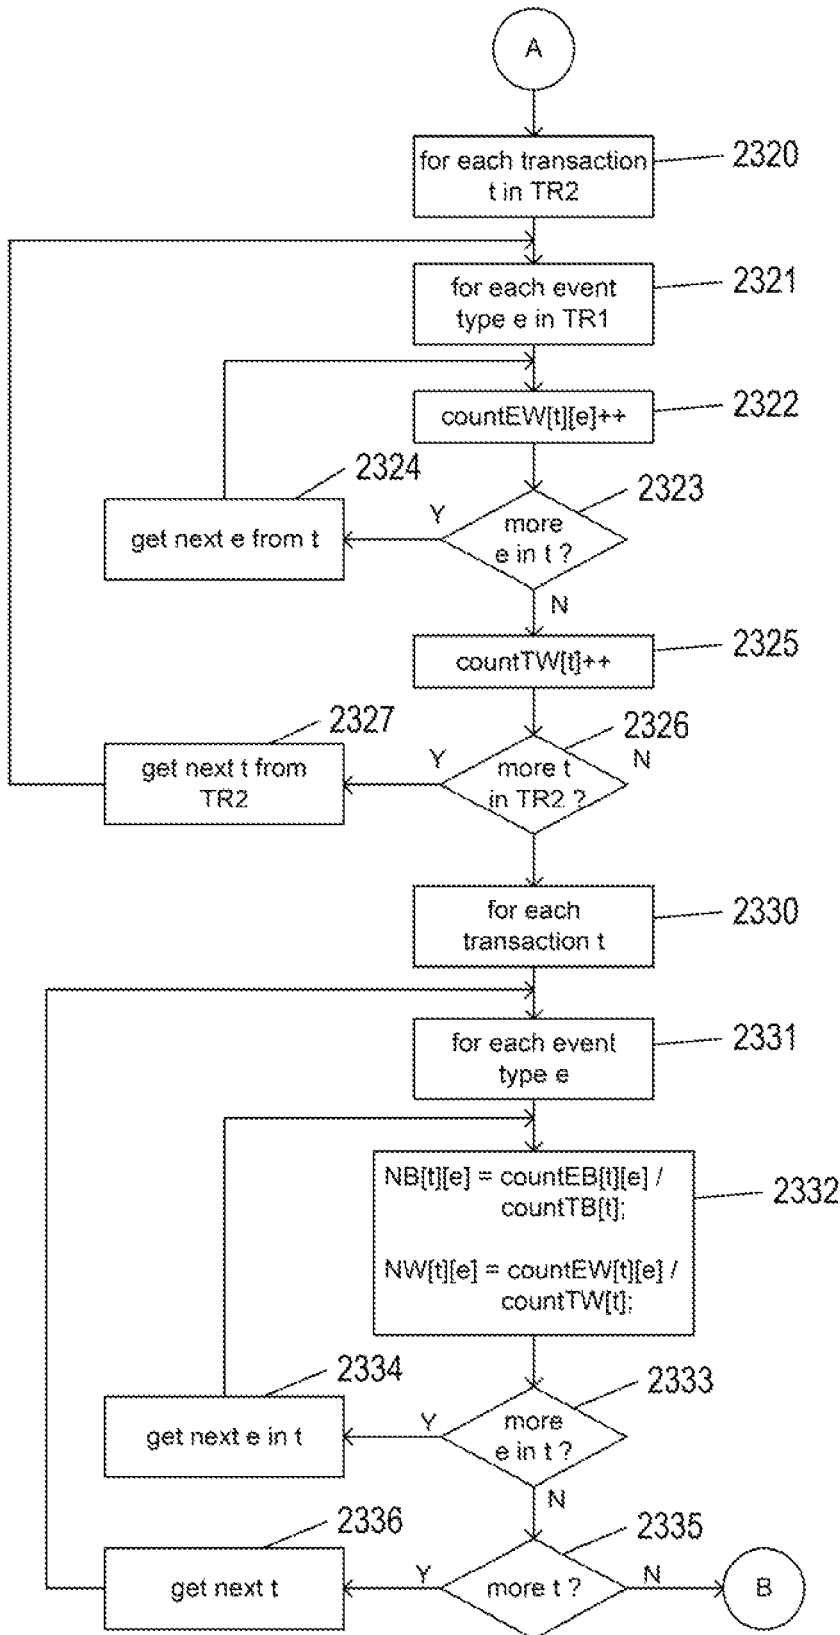 A
for each transaction
t in TR2
2320
for each event
type e in TR1
2321
countEW[t][e]++
2322
2324
2323
get next e from t
Y
more
e in t ?
N
countTW[t]++
2325
2327
2326
get next t from
TR2
Y
more t
in TR2 ?
N
for each
transaction t
2330
for each event
type e
2331
NB[t][e] = countEB[t][e] /
countTB[t];
NW[t][e] = countEW[t][e] /
countTW[t];
2332
2334
2333
get next e in t
Y
more
e in t ?
N
2336
2335
get next t
Y
more t ?
N
B